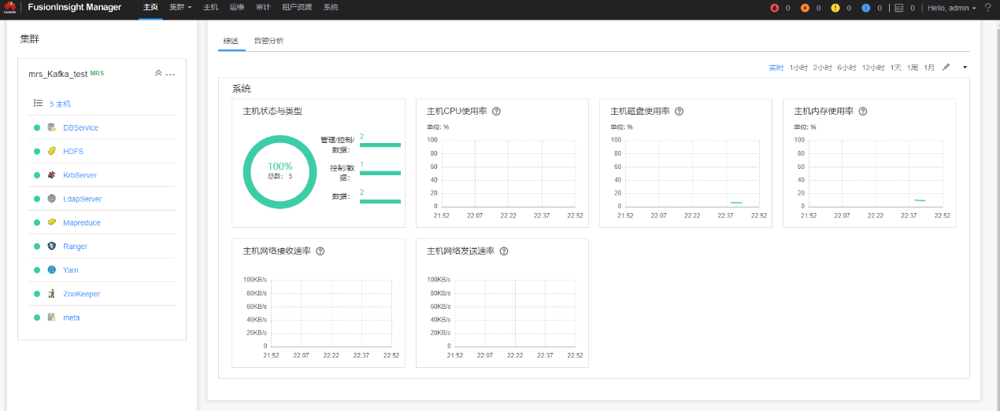 HUAWEI FusionInsight Manager 主页 集群 主机 运维 审计 租户资源 系统 0 0 0 0 0 Hello, admin
集群
mrs_Kafka_test MRS
5 主机
DBService
HDFS
KrbServer
LdapServer
Mapreduce
Ranger
Yarn
ZooKeeper
meta
综述 告警分析
实时 1小时 2小时 6小时 12小时 1天 1周 1月
系统
主机状态与类型
100%
总数: 5
管理/控制/
数据:
2
控制/数
据:
1
数据:
2
主机CPU使用率
单位: %
100
80
60
40
20
0
21:52 22:07 22:22 22:37 22:52
主机磁盘使用率
单位: %
100
80
60
40
20
0
21:52 22:07 22:22 22:37 22:52
主机内存使用率
单位: %
100
80
60
40
20
0
21:52 22:07 22:22 22:37 22:52
主机网络接收速率
100KB/s
80KB/s
60KB/s
40KB/s
20KB/s
0
21:52 22:07 22:22 22:37 22:52
主机网络发送速率
100KB/s
80KB/s
60KB/s
40KB/s
20KB/s
0
21:52 22:07 22:22 22:37 22:52